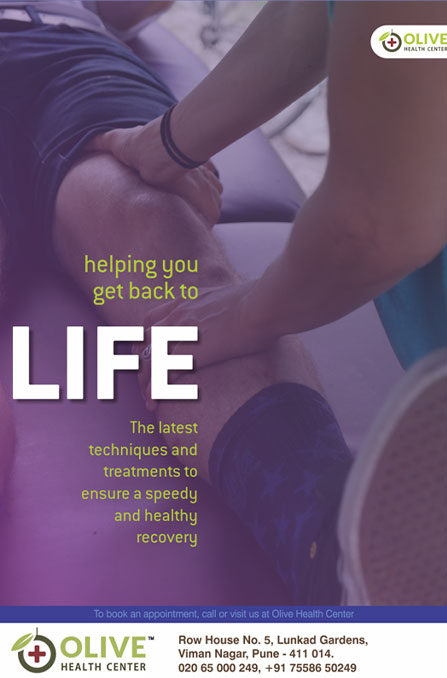 OLIVE
HEALTH CENTER
helping you
get back to
LIFE
The latest
techniques and
treatments to
ensure a speedy
and healthy
recovery
To book an appointment, call or visit us at Olive Health Center
OLIVE™
HEALTH CENTER
Row House No. 5, Lunkad Gardens,
Viman Nagar, Pune - 411 014.
020 65 000 249, +91 75586 50249